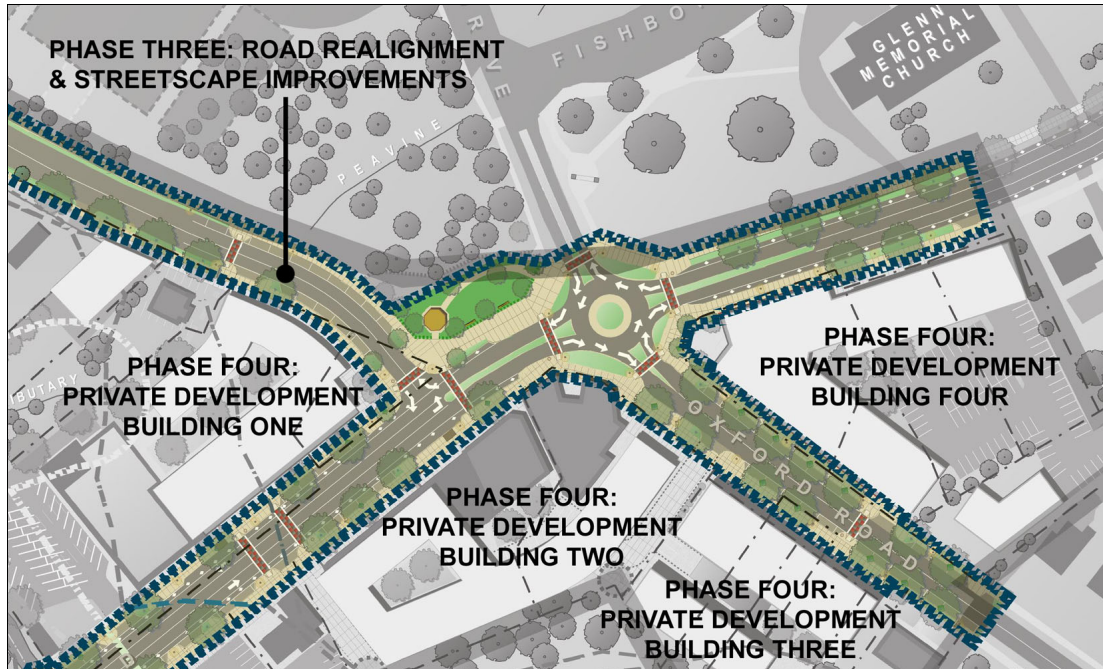 PHASE THREE: ROAD REALIGNMENT
& STREETSCAPE IMPROVEMENTS
GLENN
MEMORIAL
CHURCH
PEAVINE
PHASE FOUR:
PRIVATE DEVELOPMENT
BUILDING ONE
PHASE FOUR:
PRIVATE DEVELOPMENT
BUILDING FOUR
OXFORD ROAD
PHASE FOUR:
PRIVATE DEVELOPMENT
BUILDING TWO
PHASE FOUR:
PRIVATE DEVELOPMENT
BUILDING THREE